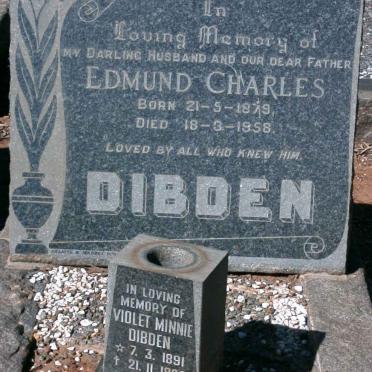 In
Loving Memory of
MY DARLING HUSBAND AND OUR DEAR FATHER
EDMUND CHARLES
BORN 21-5-1879.
DIED 18-3-1958.
LOVED BY ALL WHO KNEW HIM.
DIBDEN
IN LOVING
MEMORY OF
VIOLET MINNIE
DIBDEN
☆ 7.3.1891
† 21.11.